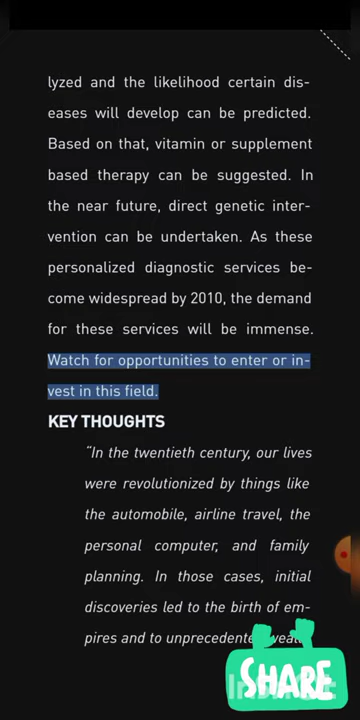 lyzed and the likelihood certain dis-
eases will develop can be predicted.
Based on that, vitamin or supplement
based therapy can be suggested. In
the near future, direct genetic inter-
vention can be undertaken. As these
personalized diagnostic services be-
come widespread by 2010, the demand
for these services will be immense.
Watch for opportunities to enter or in-
vest in this field.
KEY THOUGHTS
“In the twentieth century, our lives
were revolutionized by things like
the automobile, airline travel, the
personal computer, and family
planning. In those cases, initial
discoveries led to the birth of em-
pires and to unprecedented
SHARE